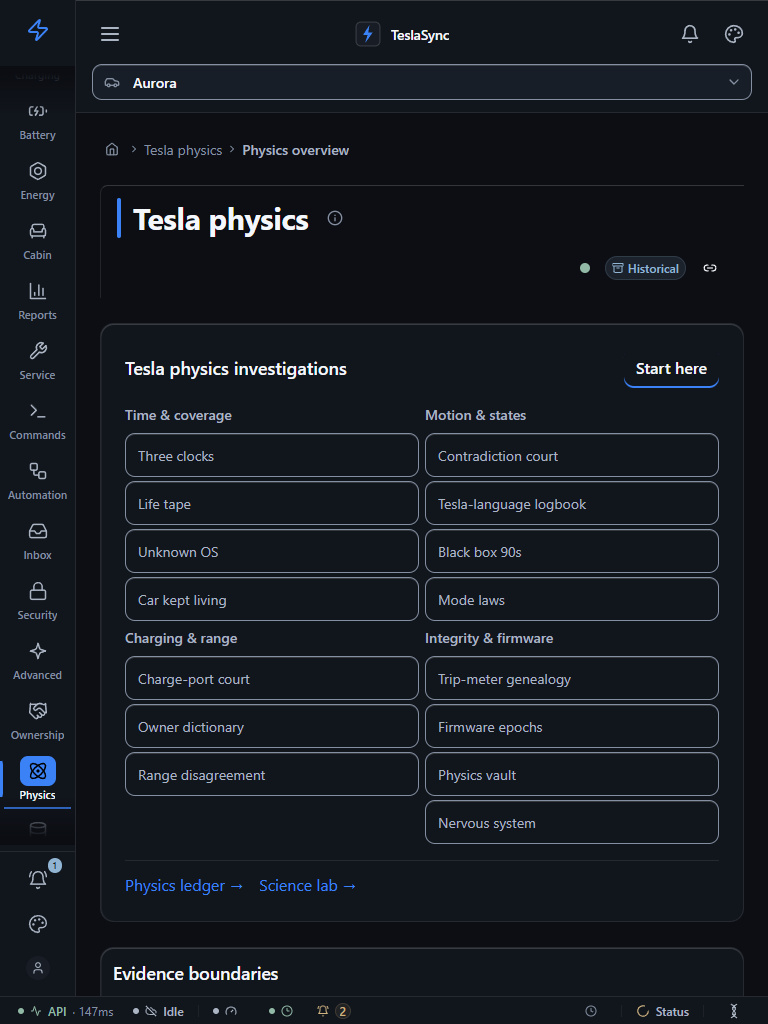 TeslaSync
Aurora
Charging
Battery
Energy
Cabin
Reports
Service
Commands
Automation
Inbox
Security
Advanced
Ownership
Physics
1
Tesla physics
Physics overview
Tesla physics
Historical
Tesla physics investigations
Start here
Time & coverage
Three clocks
Life tape
Unknown OS
Car kept living
Motion & states
Contradiction court
Tesla-language logbook
Black box 90s
Mode laws
Charging & range
Charge-port court
Owner dictionary
Range disagreement
Integrity & firmware
Trip-meter genealogy
Firmware epochs
Physics vault
Nervous system
Physics ledger →
Science lab →
Evidence boundaries
API · 147ms
Idle
2
Status